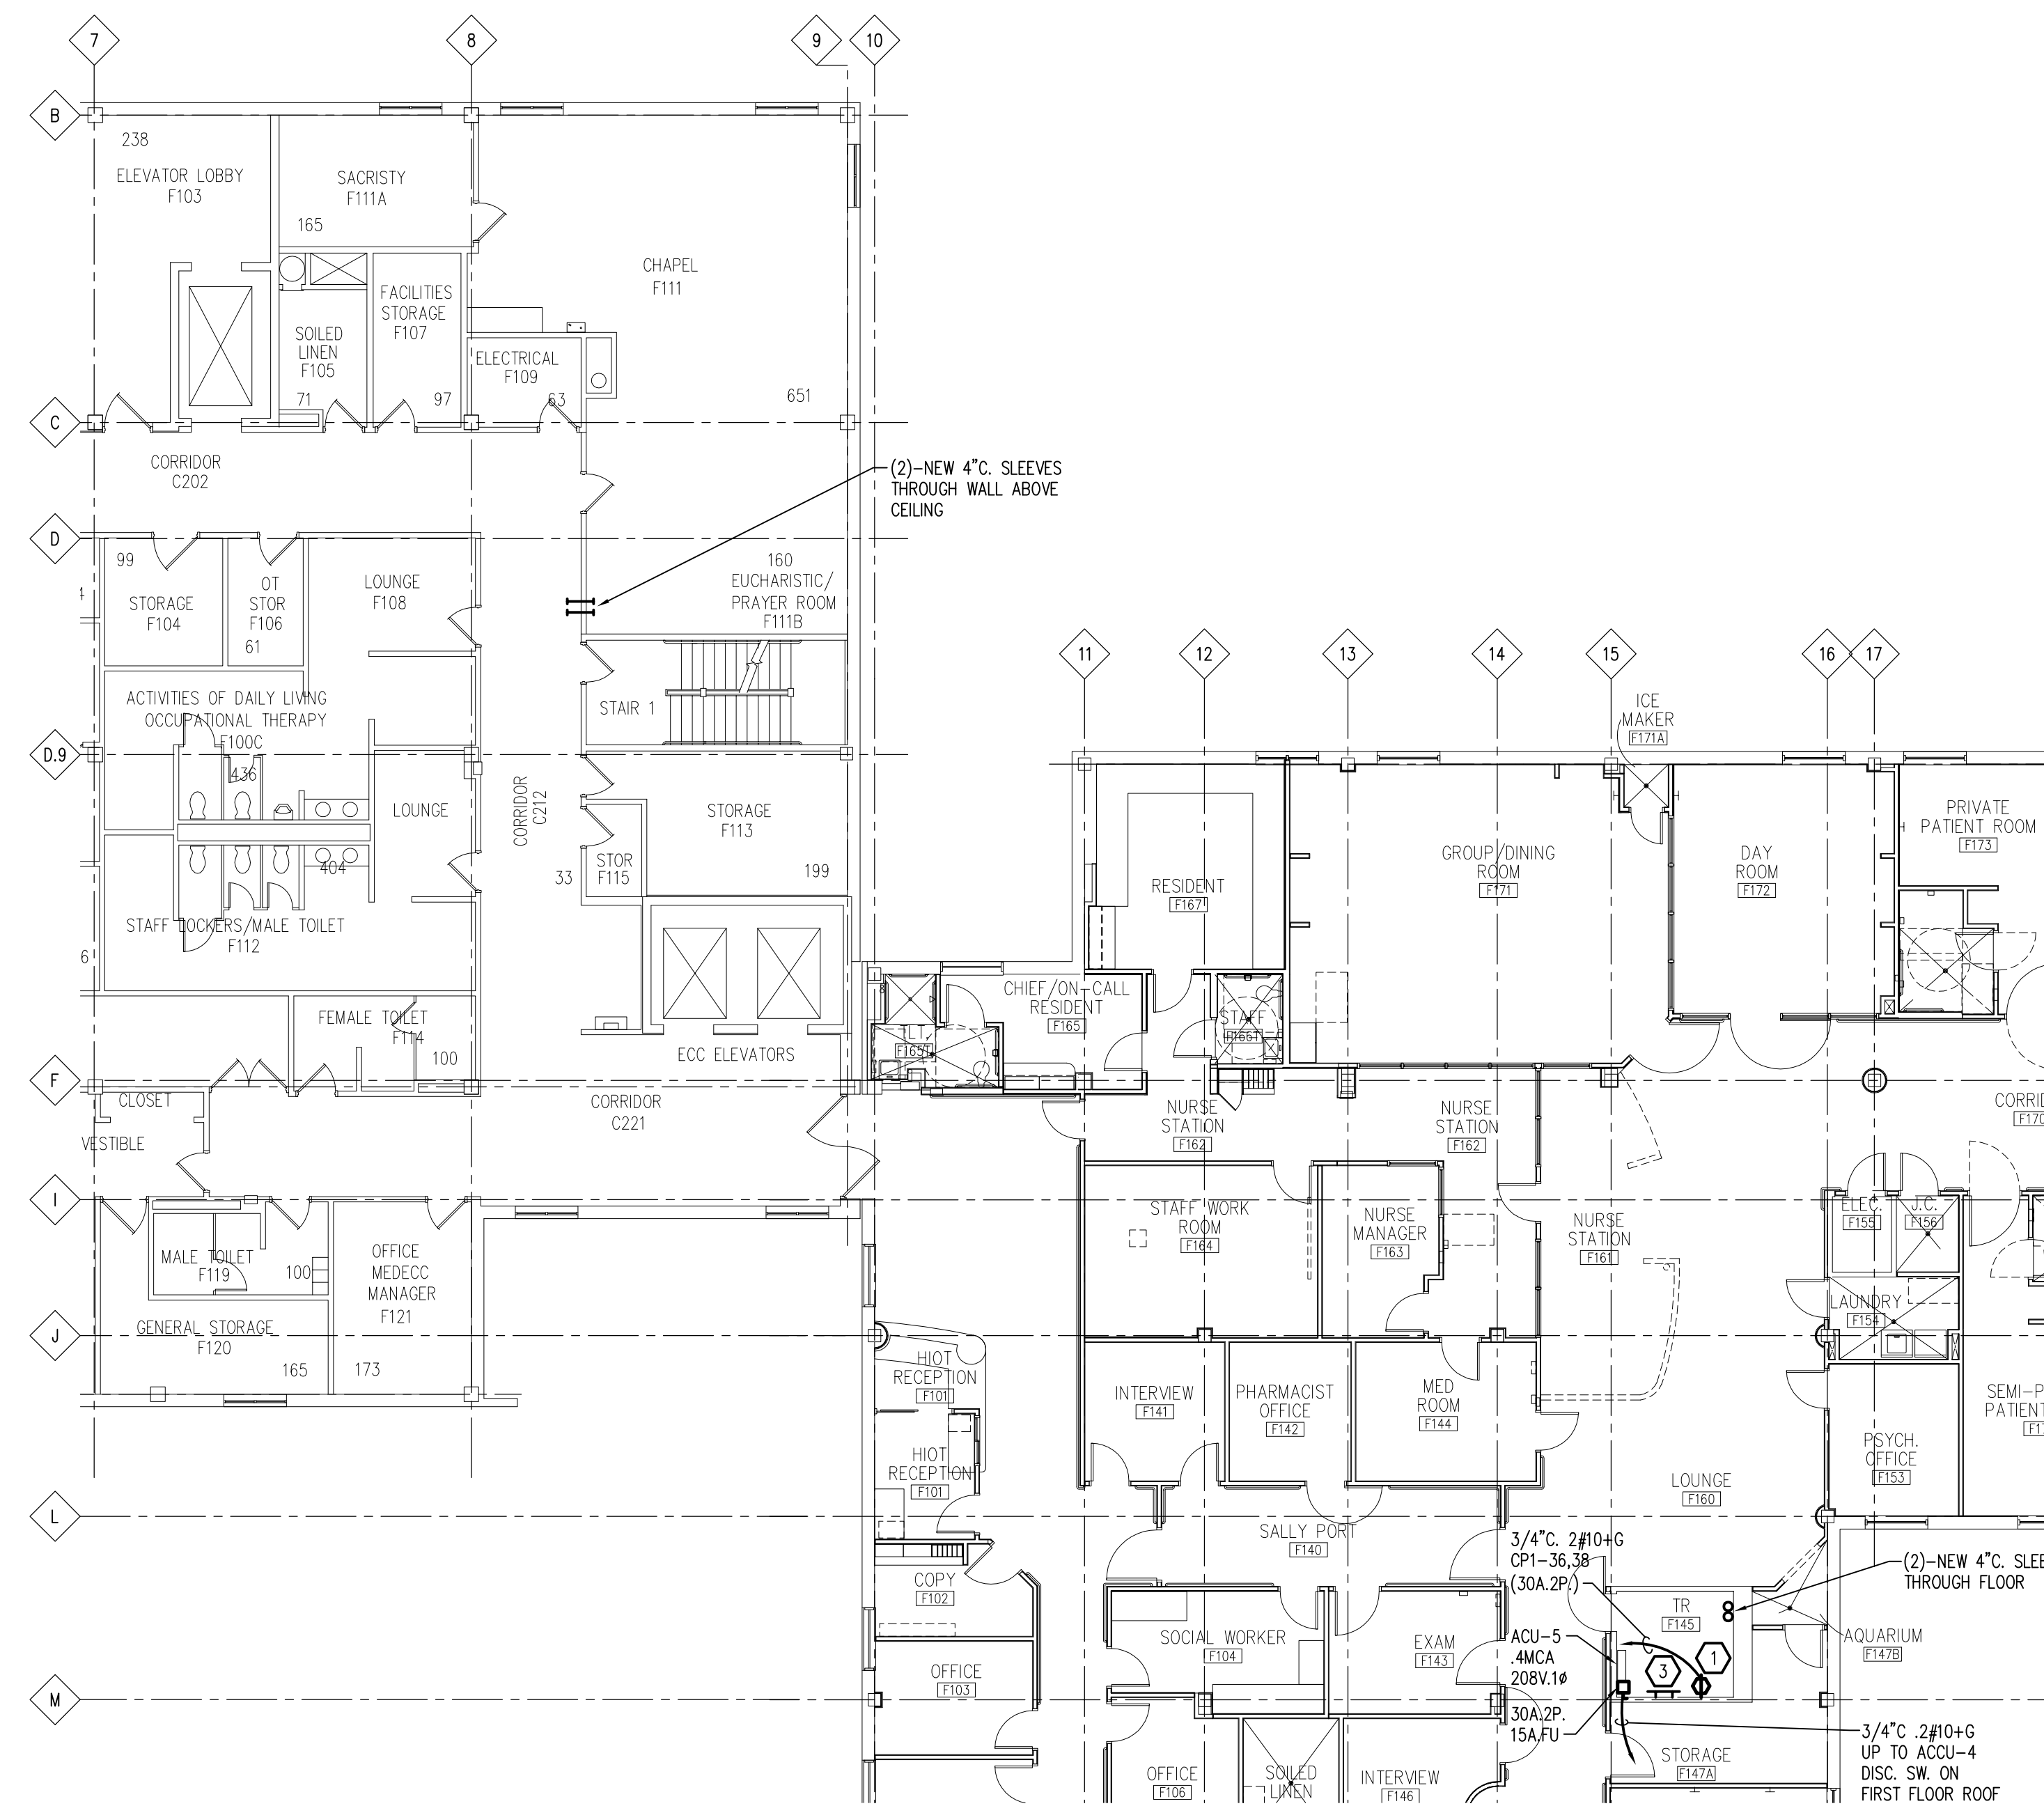 7
8
9
10
B
238
ELEVATOR LOBBY
F103
SACRISTY
F111A
165
CHAPEL
F111
FACILITIES
STORAGE
F107
SOILED
LINEN
F105
71
97
ELECTRICAL
F109
63
651
C
CORRIDOR
C202
(2)-NEW 4"C. SLEEVES
THROUGH WALL ABOVE
CEILING
D
99
STORAGE
F104
OT
STOR
F106
61
LOUNGE
F108
160
EUCHARISTIC/
PRAYER ROOM
F111B
STAIR 1
ACTIVITIES OF DAILY LIVING
OCCUPATIONAL THERAPY
F100C
436
D.9
LOUNGE
CORRIDOR
C212
STORAGE
F113
199
STOR
F115
33
404
STAFF LOCKERS/MALE TOILET
F112
6
FEMALE TOILET
F114
100
ECC ELEVATORS
F
CLOSET
VESTIBLE
CORRIDOR
C221
I
MALE TOILET
F119
100
OFFICE
MEDECC
MANAGER
F121
GENERAL STORAGE
F120
165
173
J
L
M
11
12
13
14
15
16
17
ICE
MAKER
F171A
RESIDENT
F167
GROUP/DINING
ROOM
F171
DAY
ROOM
F172
PRIVATE
PATIENT ROOM
F173
CHIEF/ON-CALL
RESIDENT
F165
F165T
STAFF
F166T
NURSE
STATION
F162
NURSE
STATION
F162
CORRID
F170
STAFF WORK
ROOM
F164
NURSE
MANAGER
F163
NURSE
STATION
F161
ELEC.
F155
J.C.
F156
LAUNDRY
F154
HIOT
RECEPTION
F101
INTERVIEW
F141
PHARMACIST
OFFICE
F142
MED
ROOM
F144
SEMI-P
PATIENT
F17
HIOT
RECEPTION
F101
PSYCH.
OFFICE
F153
LOUNGE
F160
SALLY PORT
F140
3/4"C. 2#10+G
CP1-36,38
(30A.2P.)
(2)-NEW 4"C. SLEE
THROUGH FLOOR
COPY
F102
TR
F145
SOCIAL WORKER
F104
EXAM
F143
ACU-5
.4MCA
208V.1ø
3
1
AQUARIUM
F147B
OFFICE
F103
30A.2P.
15A.FU
3/4"C .2#10+G
UP TO ACCU-4
DISC. SW. ON
FIRST FLOOR ROOF
STORAGE
F147A
OFFICE
F106
SOILED
LINEN
INTERVIEW
F146